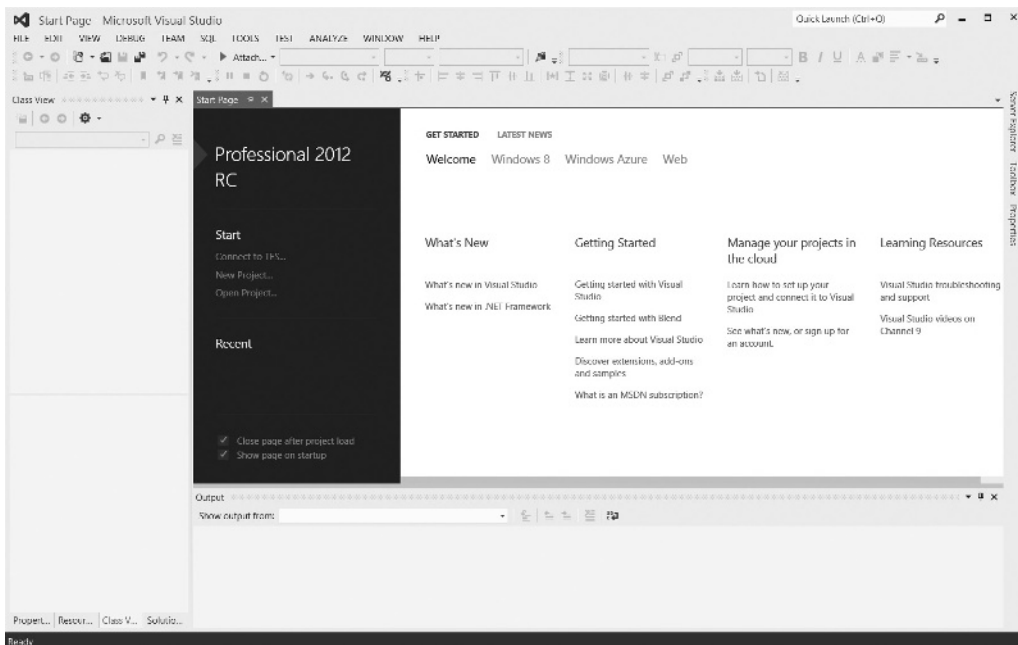 Start Page - Microsoft Visual Studio
Quick Launch (Ctrl+Q)
FILE EDIT VIEW DEBUG TEAM SQL TOOLS TEST ANALYZE WINDOW HELP
Attach...
Class View
Start Page
Server Explorer
Toolbox
Properties
Professional 2012
RC
Start
Connect to TFS...
New Project...
Open Project...
Recent
Close page after project load
Show page on startup
GET STARTED LATEST NEWS
Welcome Windows 8 Windows Azure Web
What's New
What's new in Visual Studio
What's new in .NET Framework
Getting Started
Getting started with Visual
Studio
Getting started with Blend
Learn more about Visual Studio
Discover extensions, add-ons
and samples
What is an MSDN subscription?
Manage your projects in
the cloud
Learn how to set up your
project and connect it to Visual
Studio
See what's new, or sign up for
an account.
Learning Resources
Visual Studio troubleshooting
and support
Visual Studio videos on
Channel 9
Output
Show output from:
Propert... Resour... Class V... Solutio...
Ready